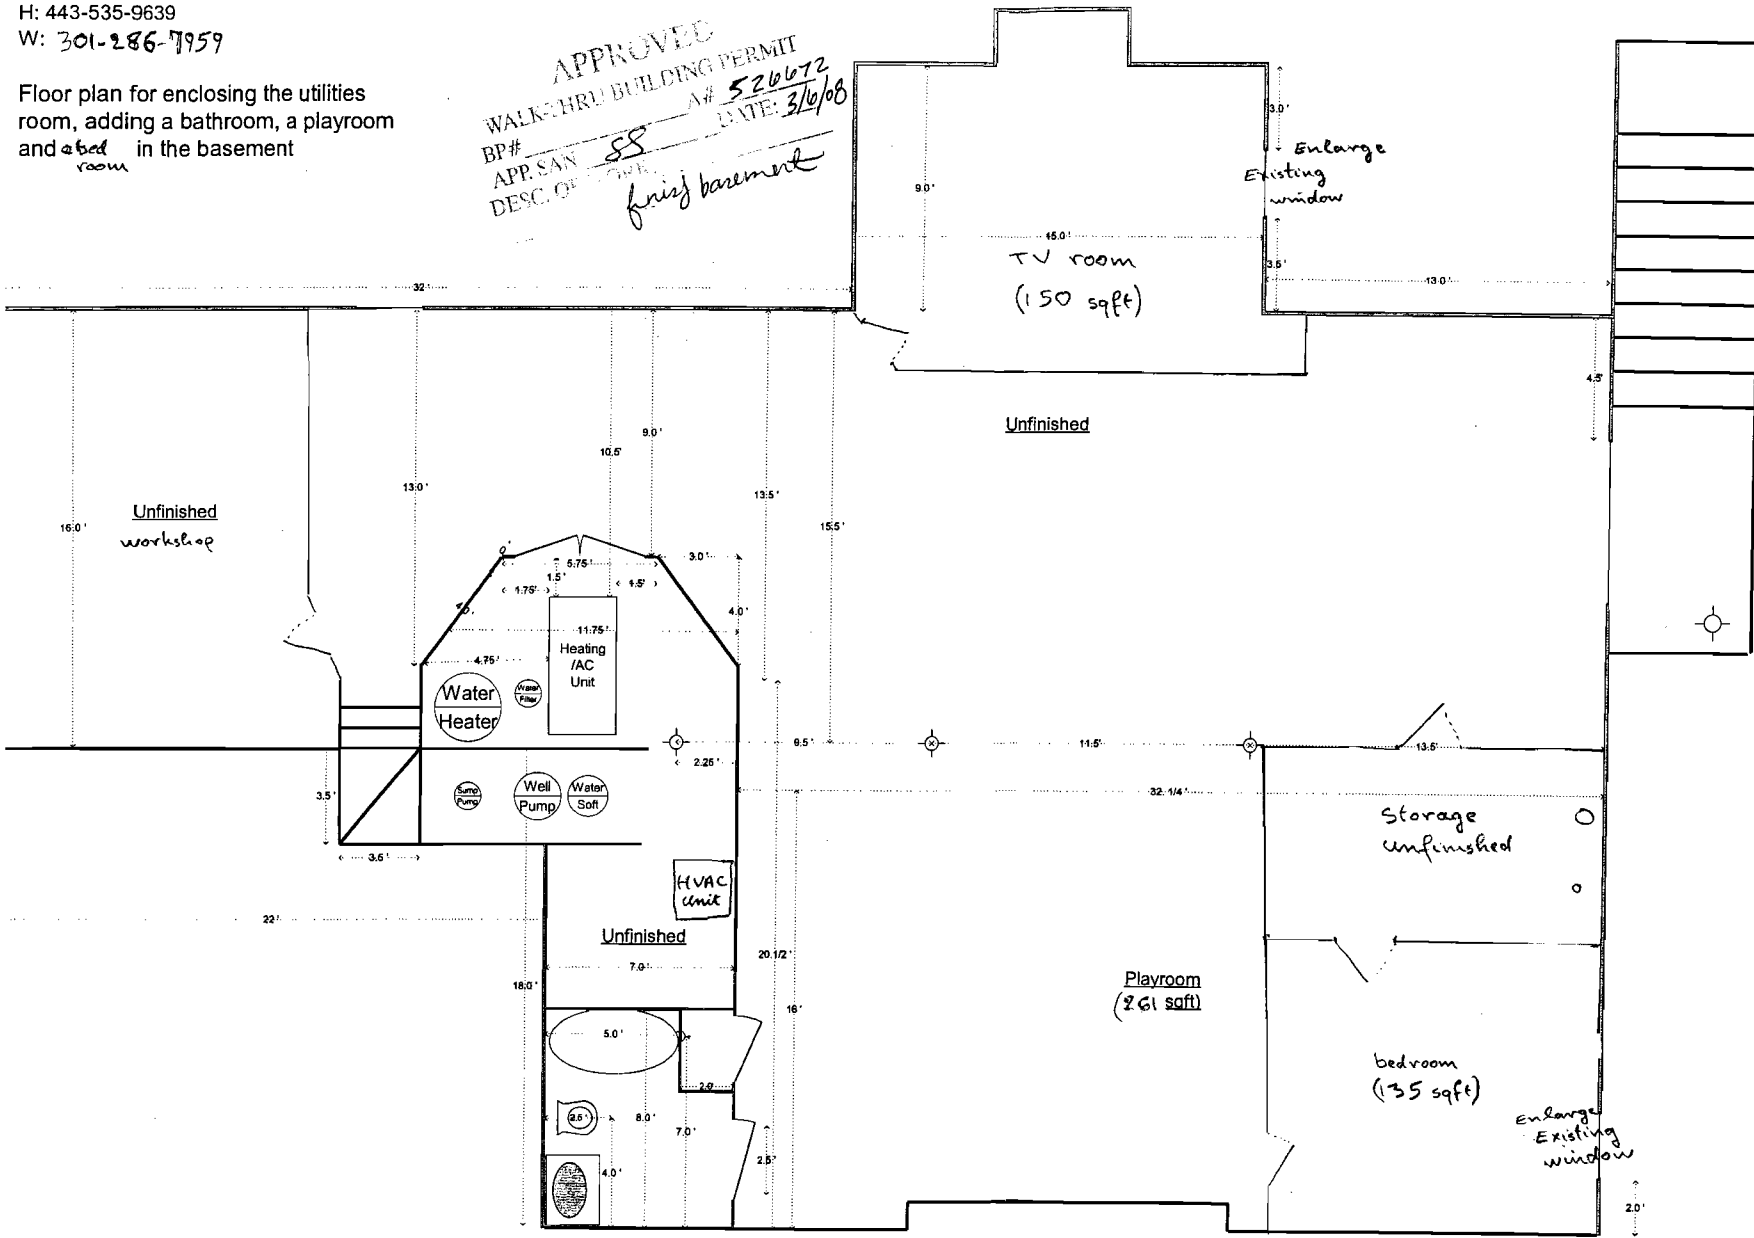 H: 443-535-9639
W: 301-286-7959
Floor plan for enclosing the utilities
room, adding a bathroom, a playroom
and a bed room in the basement
APPROVED
WALK-THRU BUILDING PERMIT
BP# A# 526672
APP. SAN SS DATE: 3/6/08
DESC. OF WORK:
finish basement
3.0'
Enlarge
Existing
window
9.0'
15.0'
TV room
(150 sqft)
3.5'
13.0'
32'
4.5'
Unfinished
9.0'
10.5'
13.0'
13.5'
15.5'
16.0'
Unfinished
workshop
5.75'
3.0'
1.5'
1.75'
1.5'
4.0'
11.75'
4.75'
Heating
/AC
Unit
Water
Heater
Water
Filter
9.5'
11.5'
13.5'
2.25'
3.5'
Sump
Pump
Well
Pump
Water
Soft
32. 1/4'
Storage
unfinished
3.5'
HVAC
Unit
22'
Unfinished
7.0'
20.1/2'
18.0'
16'
Playroom
(261 sqft)
5.0'
2.0'
bedroom
(135 sqft)
2.5'
8.0'
7.0'
4.0'
2.5'
Enlarge
Existing
window
2.0'